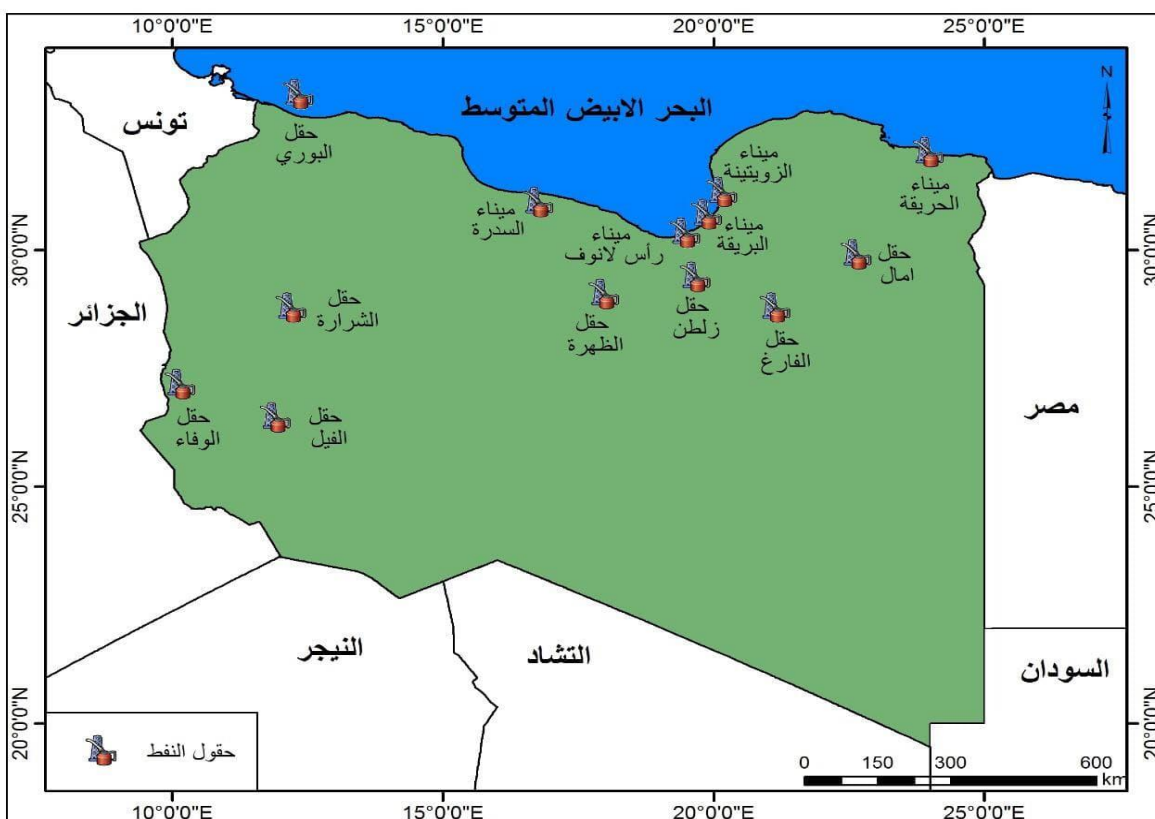 10°0'0"E
15°0'0"E
20°0'0"E
25°0'0"E
البحر الابيض المتوسط
N
تونس
حقل
البوري
ميناء
الزويتينة
ميناء
الحريقة
ميناء
السدرة
ميناء
رأس لانوف
ميناء
البريقة
30°0'0"N
30°0'0"N
حقل
امال
الجزائر
حقل
الشرارة
حقل
الظهرة
حقل
زلطن
حقل
الفارغ
مصر
حقل
الوفاء
حقل
الفيل
25°0'0"N
25°0'0"N
النيجر
التشاد
السودان
20°0'0"N
20°0'0"N
حقول النفط
0 150 300 600
km
10°0'0"E
15°0'0"E
20°0'0"E
25°0'0"E